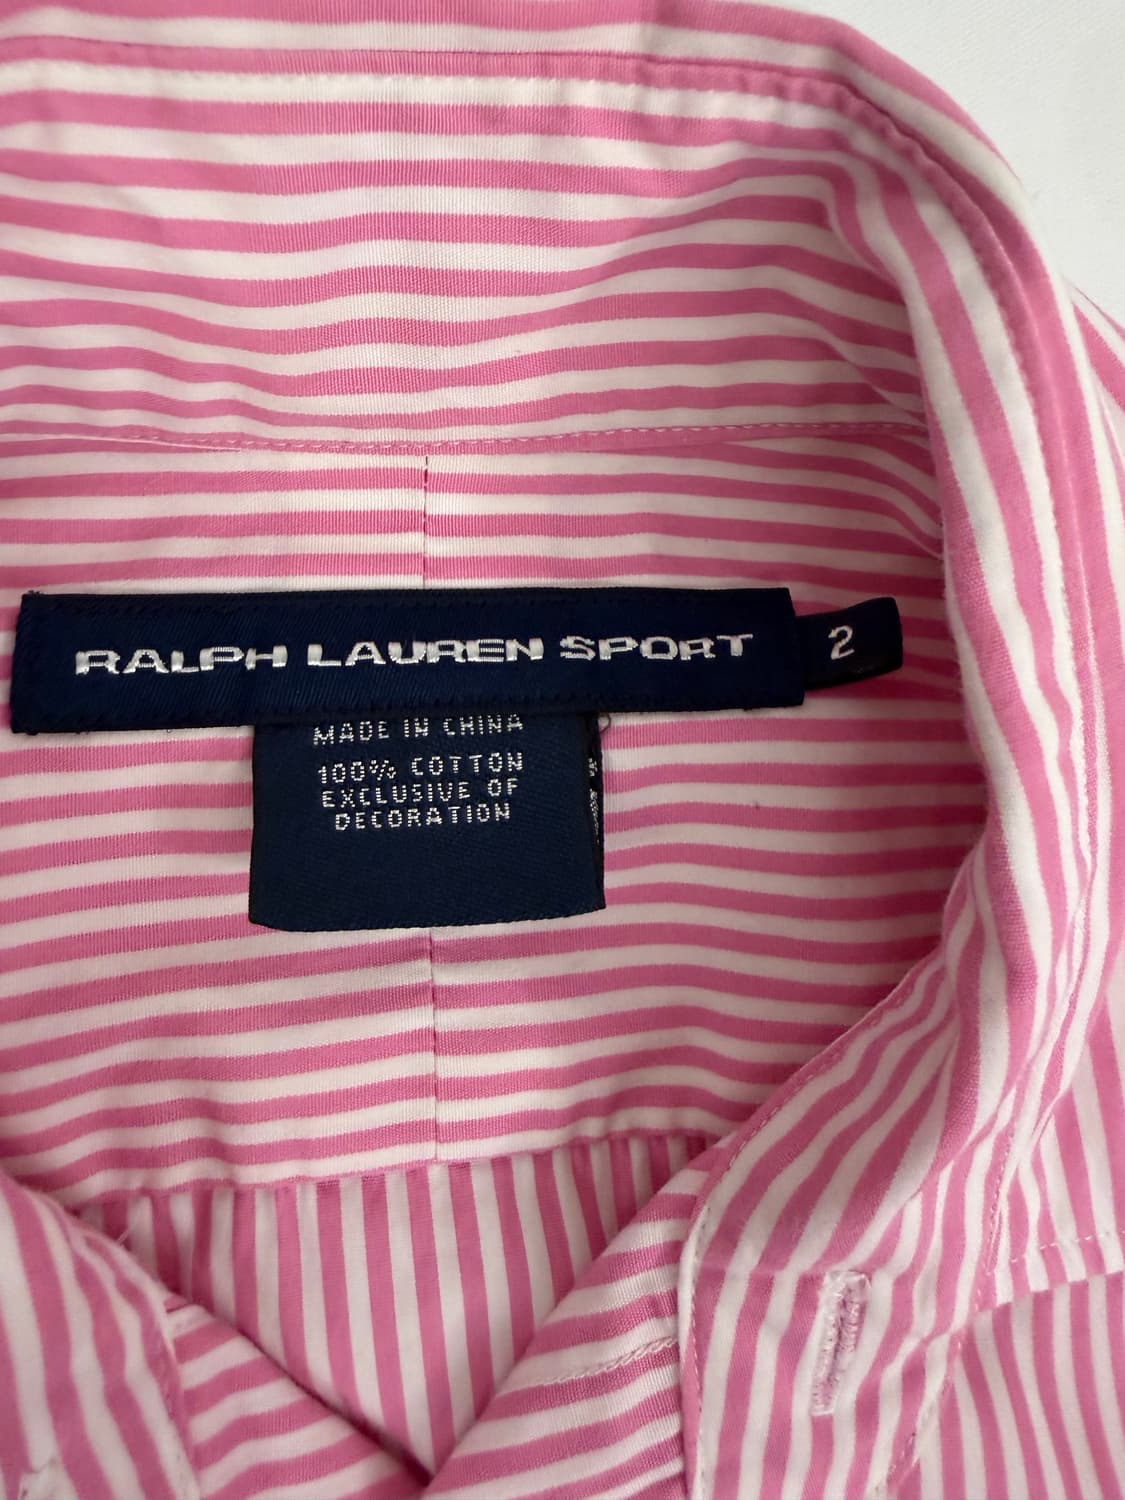 RALPH LAUREN SPORT
2
MADE IN CHINA
100% COTTON
EXCLUSIVE OF
DECORATION